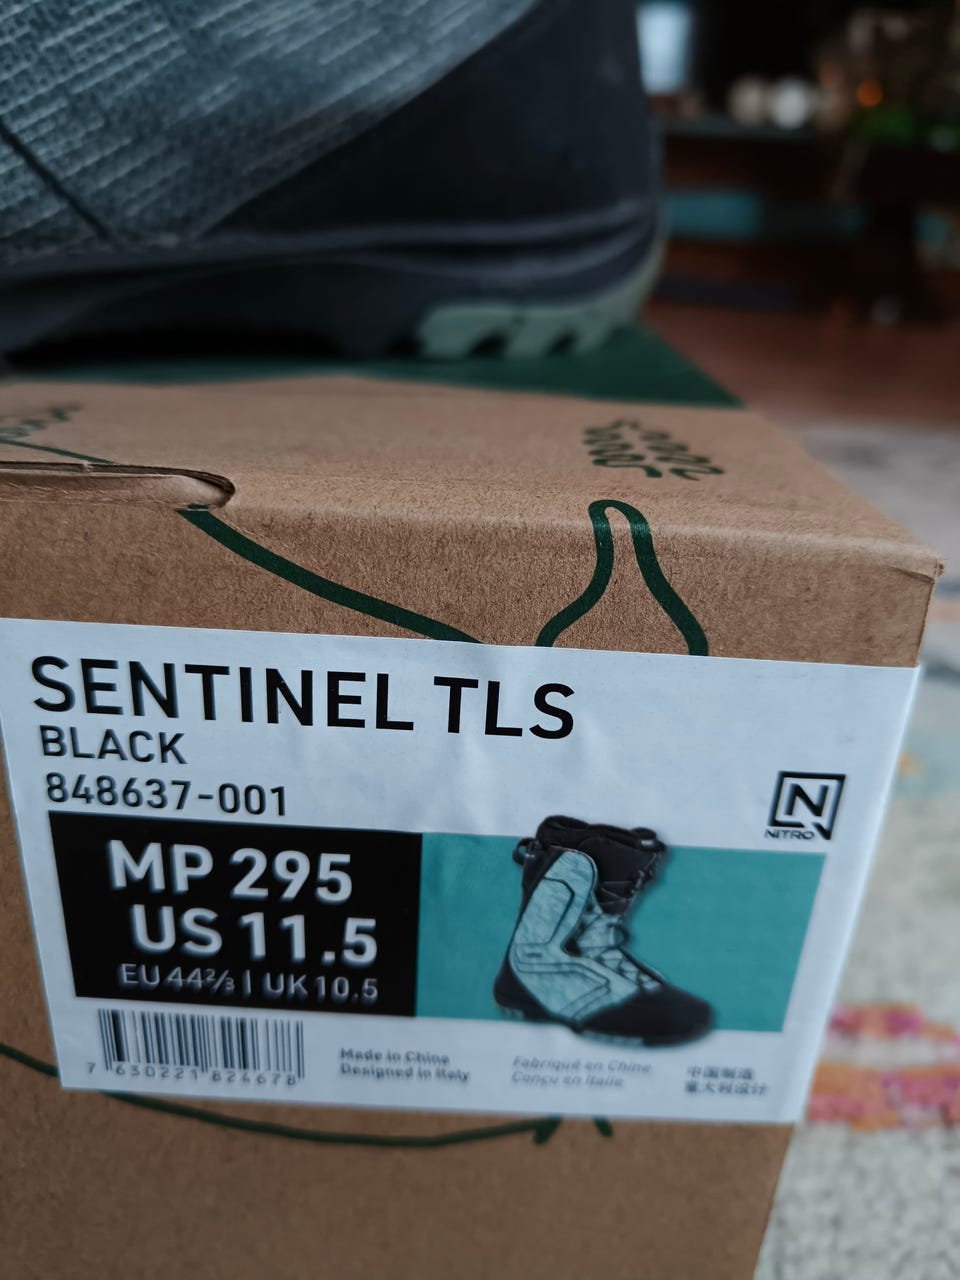 SENTINEL TLS
BLACK
848637-001
NITRO
MP 295
US 11.5
EU 44⅔ | UK 10.5
7 630221 824678
Made in China
Designed in Italy
Fabriqué en Chine
Conçu en Italie
中国制造
意大利设计